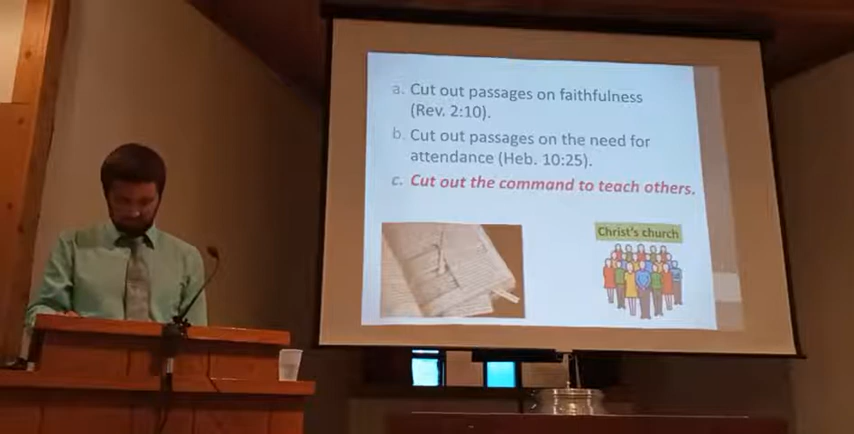 a. Cut out passages on faithfulness
(Rev. 2:10).
b. Cut out passages on the need for
attendance (Heb. 10:25).
c. Cut out the command to teach others.
Christ's church